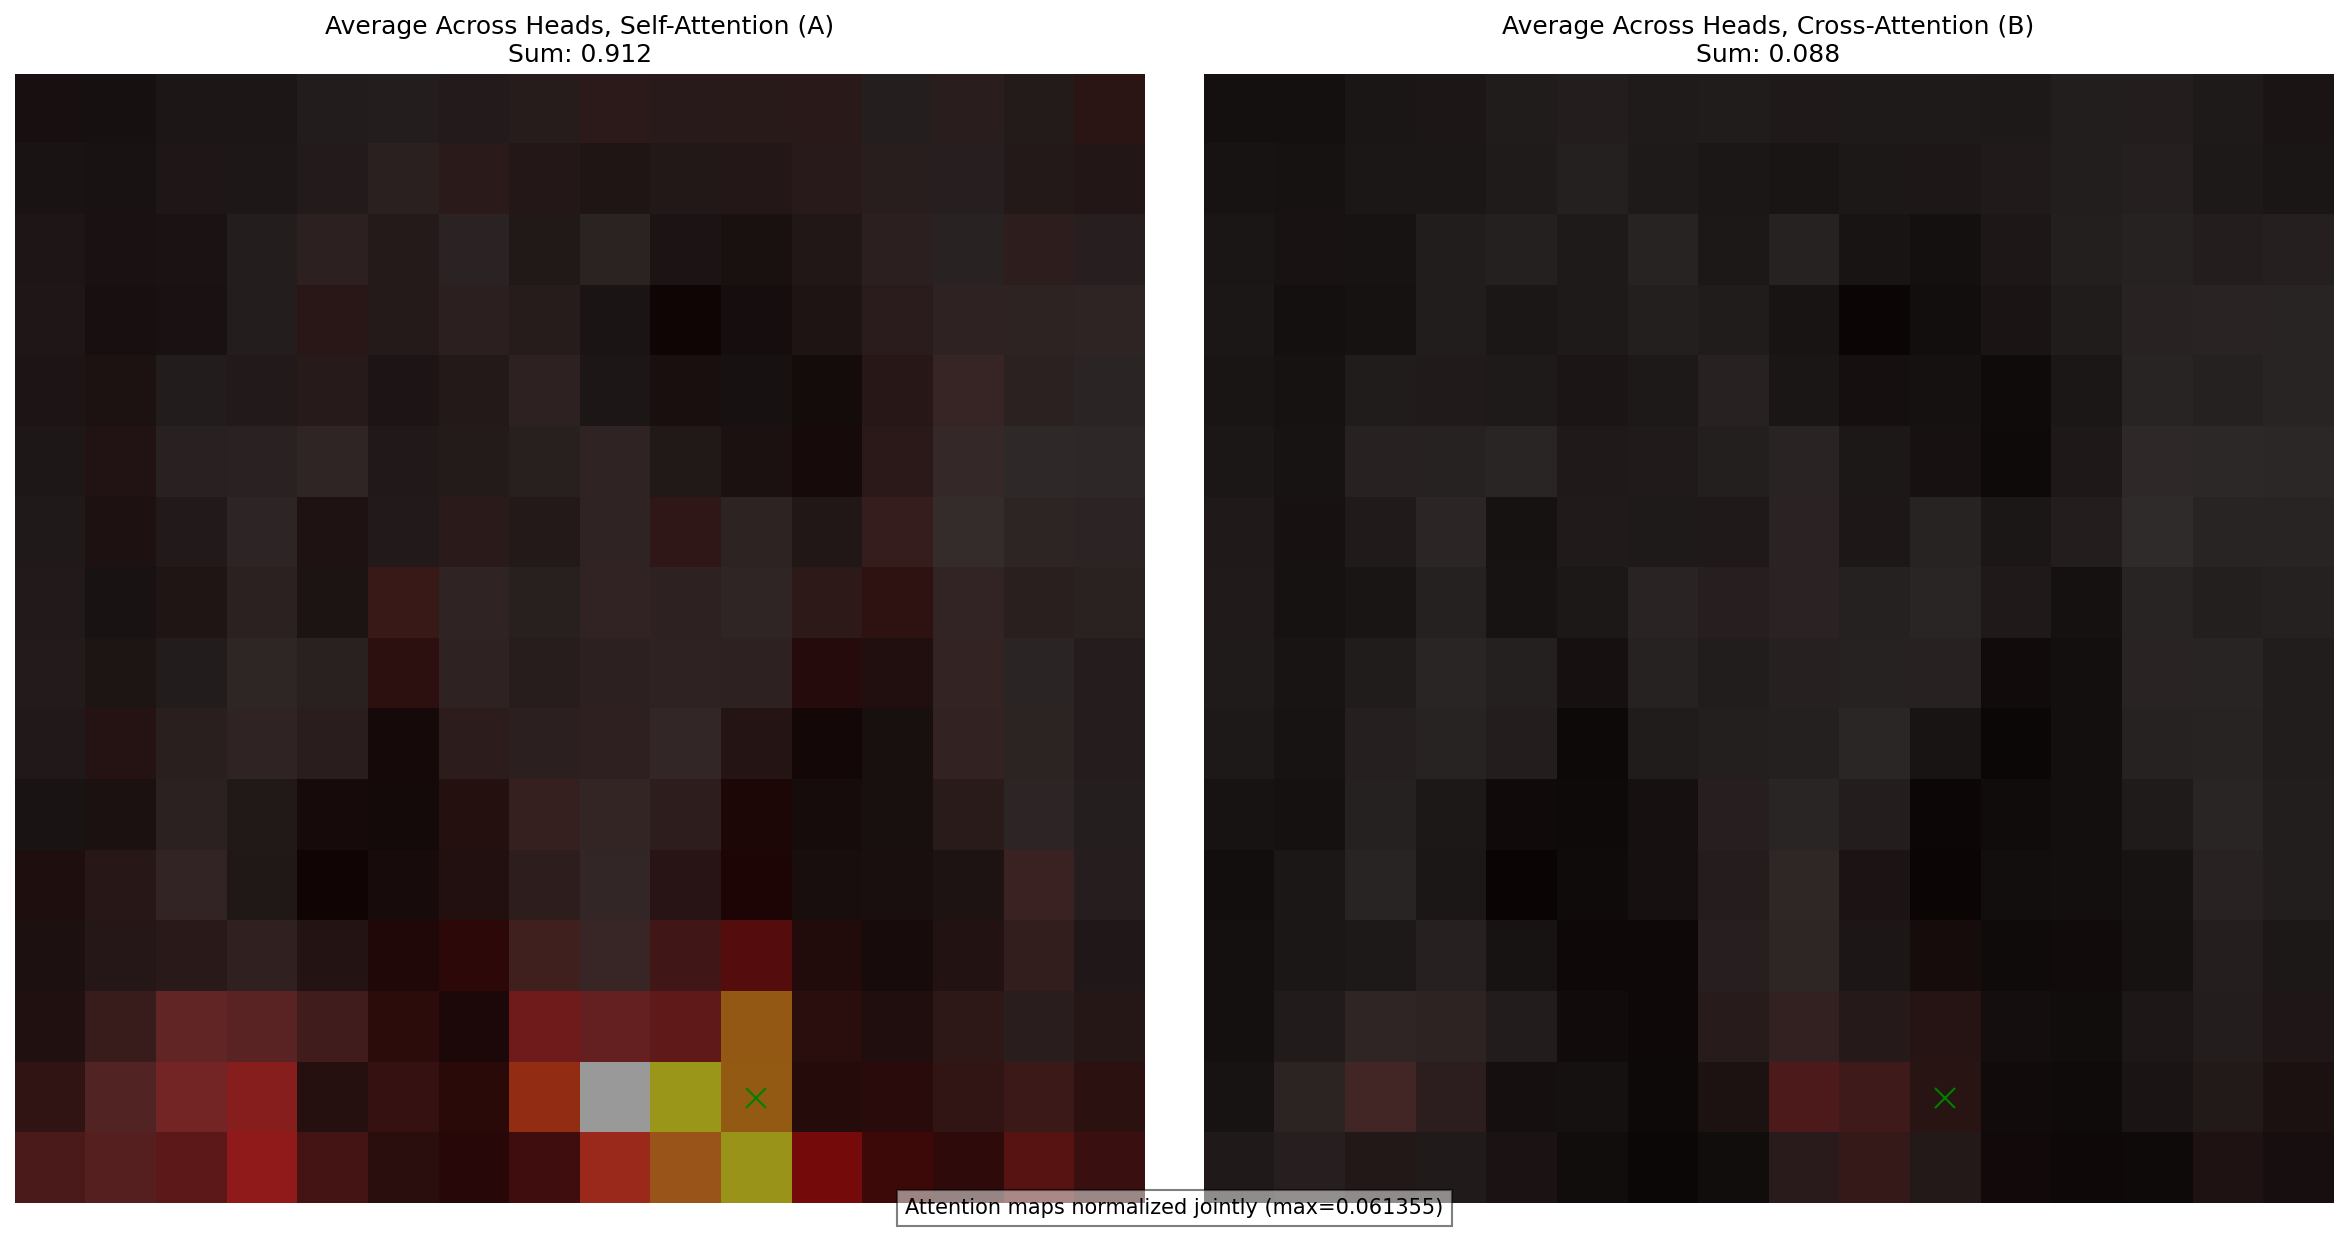 Average Across Heads, Self-Attention (A)
Sum: 0.912
Average Across Heads, Cross-Attention (B)
Sum: 0.088
Attention maps normalized jointly (max=0.061355)